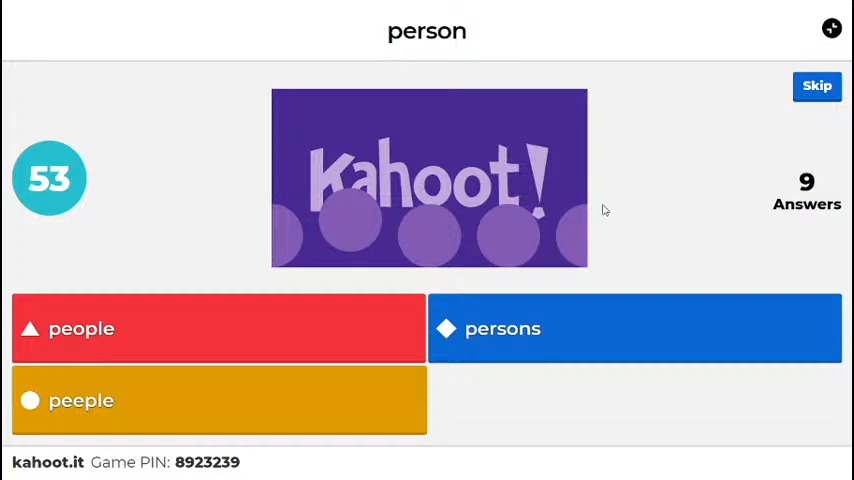 person
Skip
53
Kahoot!
9
Answers
people
persons
peeple
kahoot.it Game PIN: 8923239